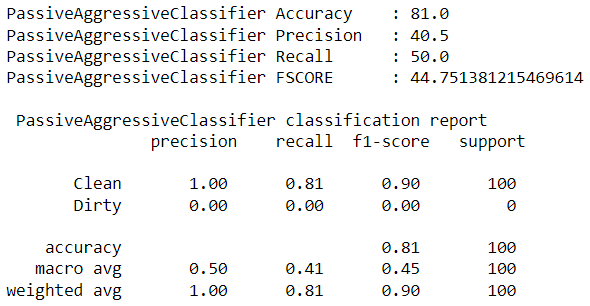 PassiveAggressiveClassifier Accuracy : 81.0
PassiveAggressiveClassifier Precision : 40.5
PassiveAggressiveClassifier Recall : 50.0
PassiveAggressiveClassifier FSCORE : 44.751381215469614
PassiveAggressiveClassifier classification report
precision recall f1-score support
Clean 1.00 0.81 0.90 100
Dirty 0.00 0.00 0.00 0
accuracy 0.81 100
macro avg 0.50 0.41 0.45 100
weighted avg 1.00 0.81 0.90 100